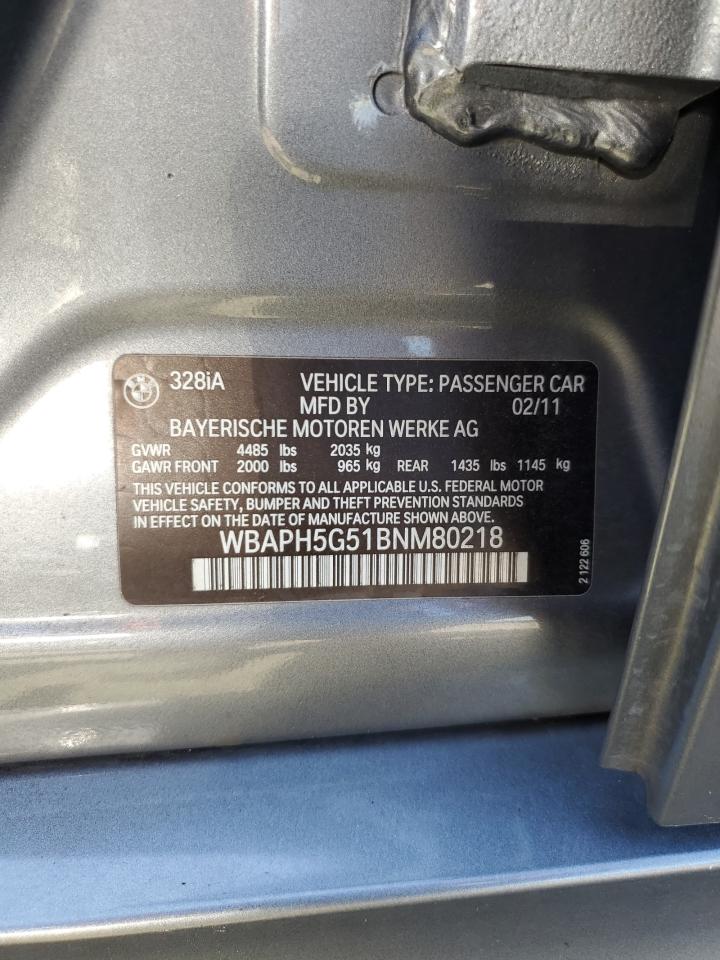 328iA VEHICLE TYPE: PASSENGER CAR
MFD BY 02/11
BAYERISCHE MOTOREN WERKE AG
GVWR 4485 lbs 2035 kg
GAWR FRONT 2000 lbs 965 kg REAR 1435 lbs 1145 kg
THIS VEHICLE CONFORMS TO ALL APPLICABLE U.S. FEDERAL MOTOR
VEHICLE SAFETY, BUMPER AND THEFT PREVENTION STANDARDS
IN EFFECT ON THE DATE OF MANUFACTURE SHOWN ABOVE.
WBAPH5G51BNM80218
2 122 606